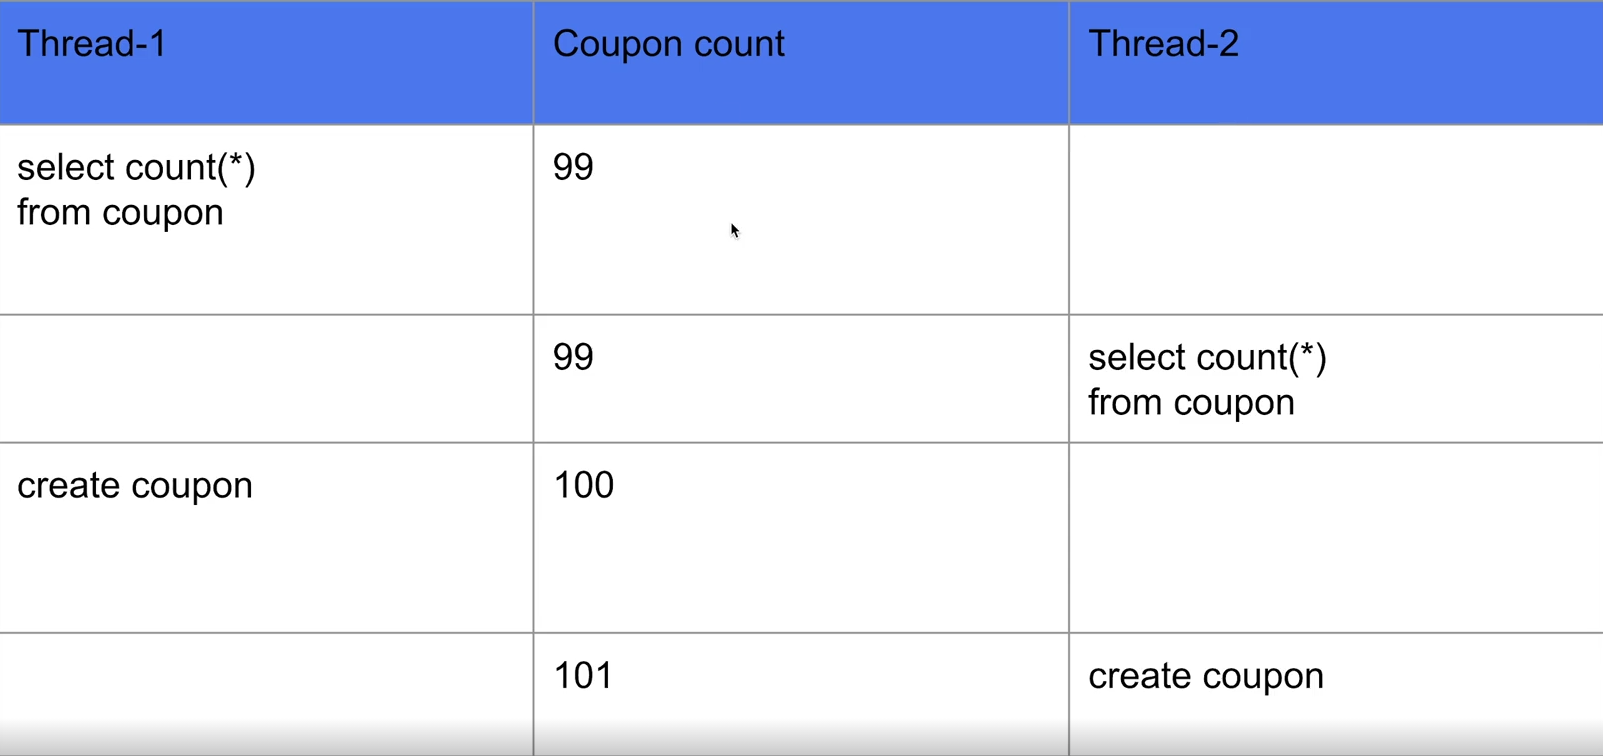 Thread-1
Coupon count
Thread-2
select count(*)
from coupon
99
99
select count(*)
from coupon
create coupon
100
101
create coupon